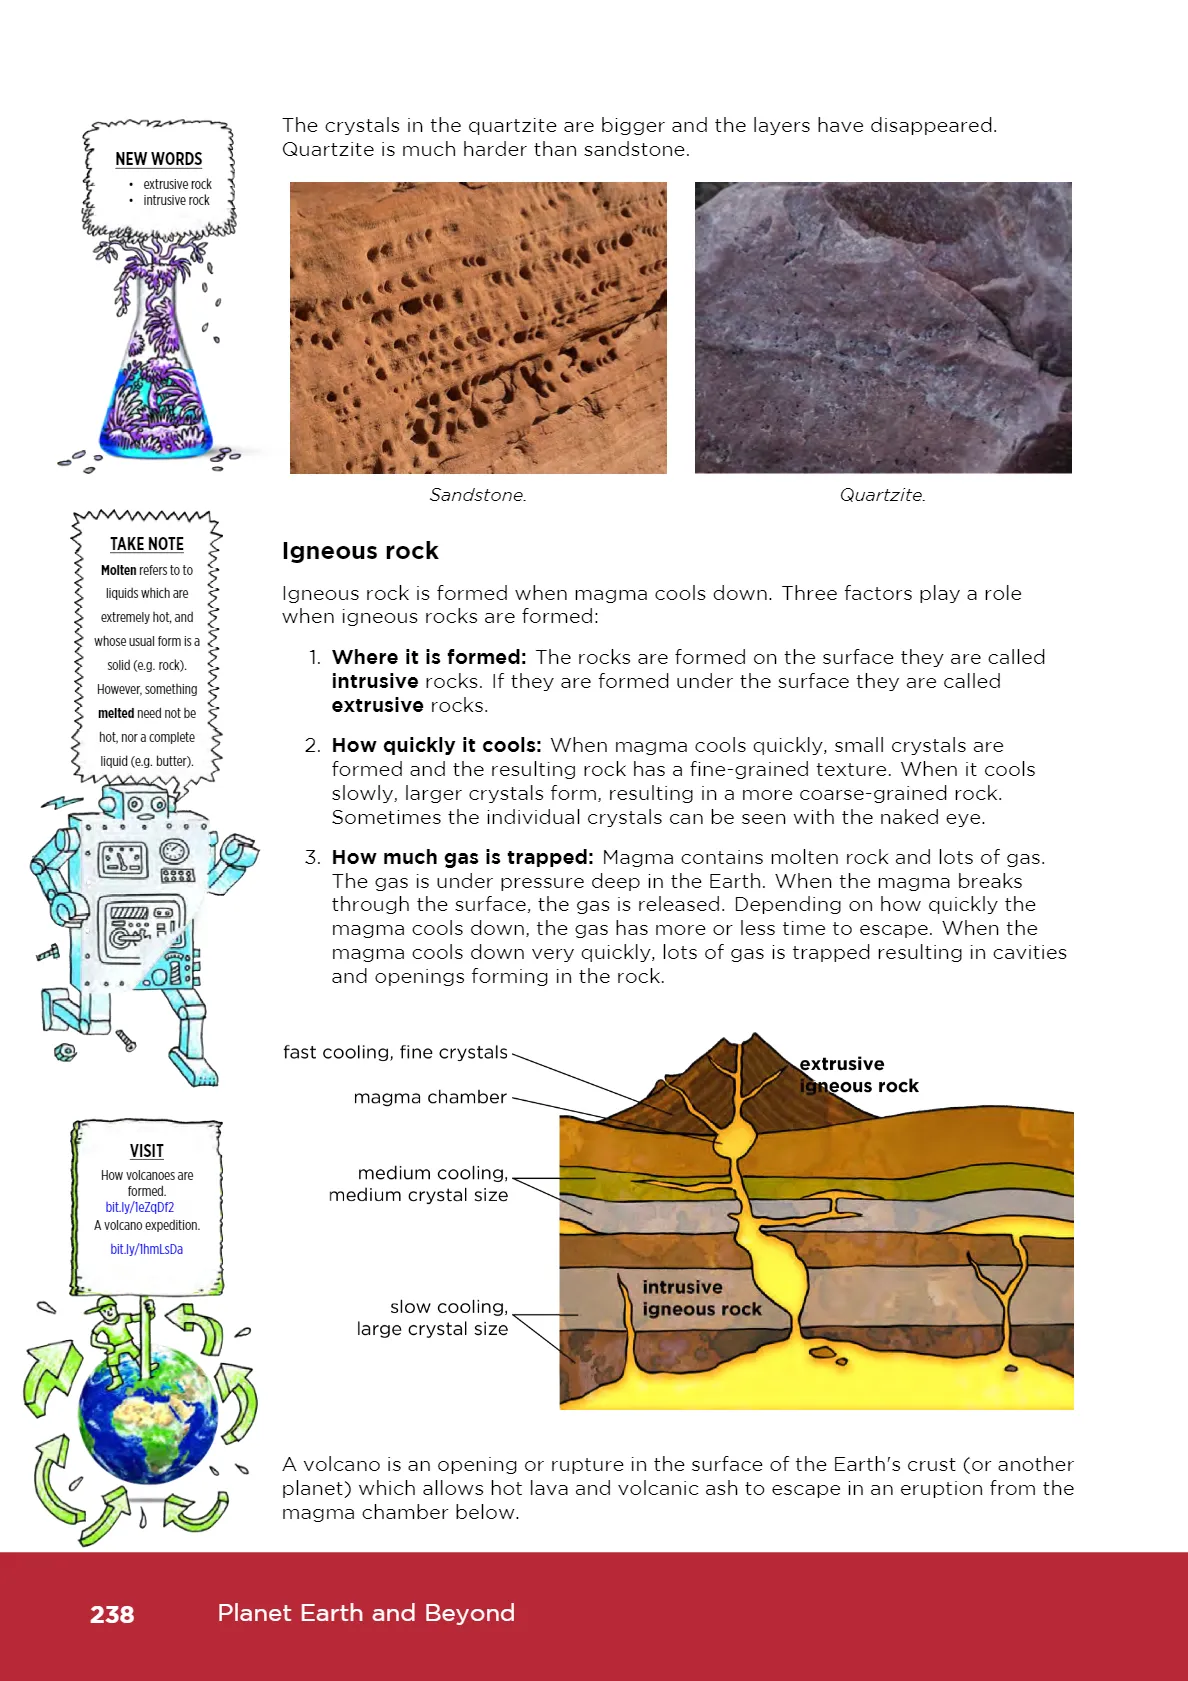 The crystals in the quartzite are bigger and the layers have disappeared.
Quartzite is much harder than sandstone.
NEW WORDS
• extrusive rock
• intrusive rock
Sandstone.
Quartzite.
TAKE NOTE
Molten refers to to
liquids which are
extremely hot, and
whose usual form is a
solid (e.g. rock).
However, something
melted need not be
hot, nor a complete
liquid (e.g. butter).
Igneous rock
Igneous rock is formed when magma cools down. Three factors play a role
when igneous rocks are formed:
1. Where it is formed: The rocks are formed on the surface they are called
intrusive rocks. If they are formed under the surface they are called
extrusive rocks.
2. How quickly it cools: When magma cools quickly, small crystals are
formed and the resulting rock has a fine-grained texture. When it cools
slowly, larger crystals form, resulting in a more coarse-grained rock.
Sometimes the individual crystals can be seen with the naked eye.
3. How much gas is trapped: Magma contains molten rock and lots of gas.
The gas is under pressure deep in the Earth. When the magma breaks
through the surface, the gas is released. Depending on how quickly the
magma cools down, the gas has more or less time to escape. When the
magma cools down very quickly, lots of gas is trapped resulting in cavities
and openings forming in the rock.
fast cooling, fine crystals
extrusive
igneous rock
magma chamber
medium cooling,
medium crystal size
intrusive
igneous rock
slow cooling,
large crystal size
VISIT
How volcanoes are
formed.
bit.ly/1eZqDf2
A volcano expedition.
bit.ly/1hmLsDa
A volcano is an opening or rupture in the surface of the Earth's crust (or another
planet) which allows hot lava and volcanic ash to escape in an eruption from the
magma chamber below.
238 Planet Earth and Beyond